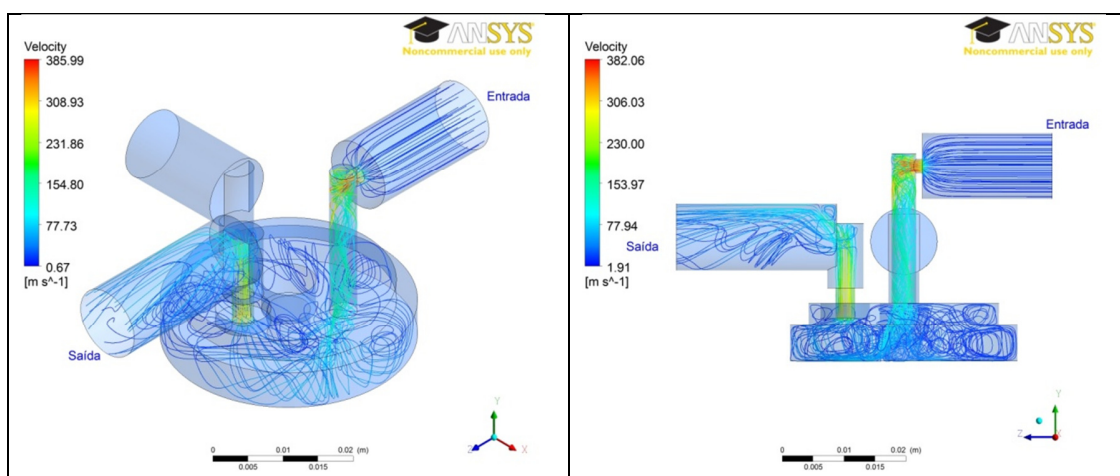 ANSYS
Noncommercial use only
Velocity
385.99
308.93
231.86
154.80
77.73
0.67
[m s^-1]
Entrada
Saída
0
0.01
0.02
(m)
0.005
0.015
Y
Z
X
ANSYS
Noncommercial use only
Velocity
382.06
306.03
230.00
153.97
77.94
1.91
[m s^-1]
Entrada
Saída
0
0.01
0.02
(m)
0.005
0.015
Y
Z